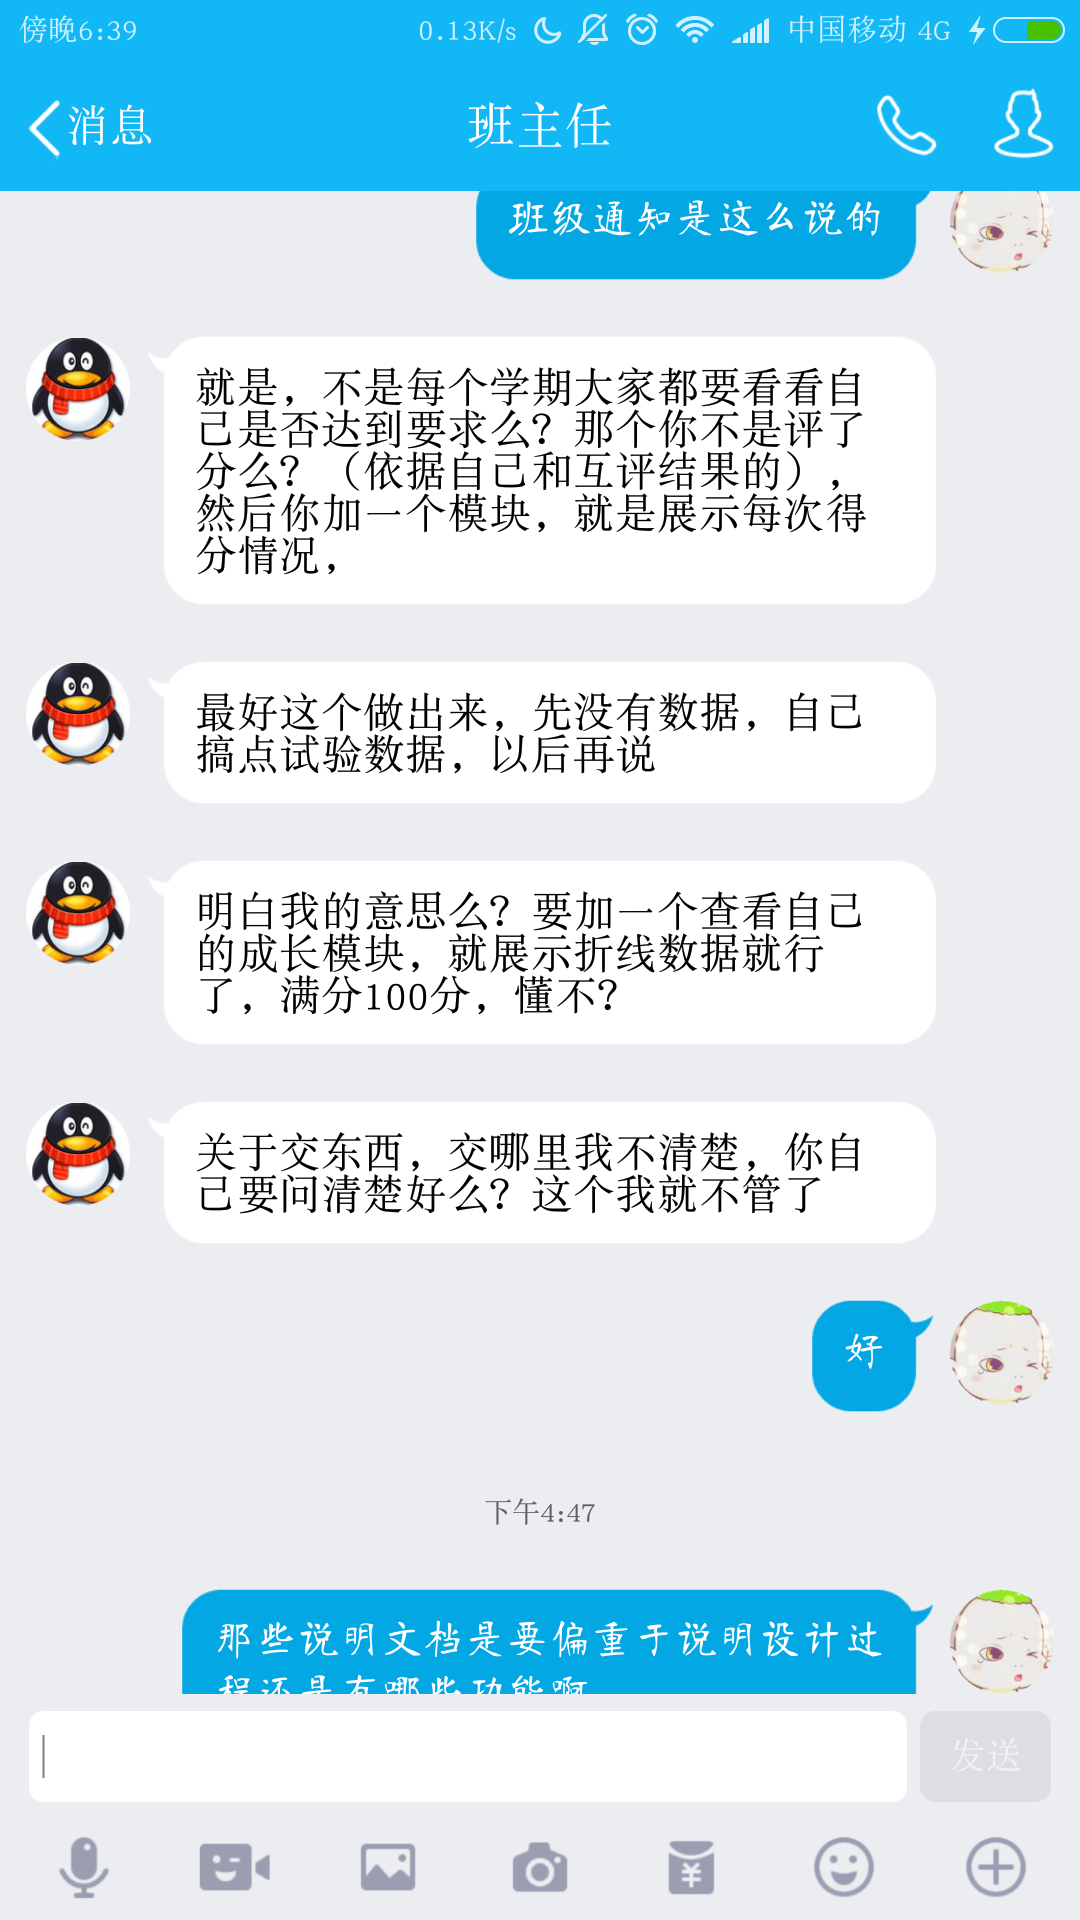 傍晚6:39 0.13K/s 中国移动 4G
消息 班主任
班级通知是这么说的
就是，不是每个学期大家都要看看自
己是否达到要求么？那个你不是评了
分么？（依据自己和互评结果的），
然后你加一个模块，就是展示每次得
分情况，
最好这个做出来，先没有数据，自己
搞点试验数据，以后再说
明白我的意思么？要加一个查看自己
的成长模块，就展示折线数据就行
了，满分100分，懂不？
关于交东西，交哪里我不清楚，你自
己要问清楚好么？这个我就不管了
好
下午4:47
那些说明文档是要偏重于说明设计过
程还是有哪些功能啊
发送